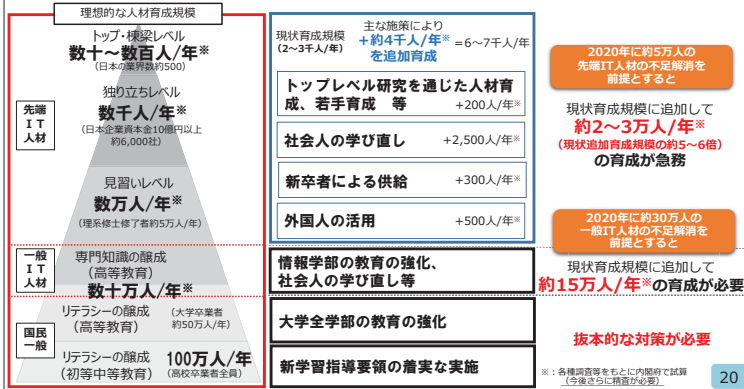 理想的な人材育成規模
トップ・棟梁レベル
数十～数百人/年※
(日本の業界数約500)
独り立ちレベル
数千人/年※
(日本企業資本金10億円以上
約6,000社)
見習いレベル
数万人/年※
(理系修士修了者約5万人/年)
専門知識の醸成
(高等教育)
数十万人/年※
リテラシーの醸成
(高等教育)
(大学卒業者
約50万人/年)
リテラシーの醸成
(初等中等教育)
100万人/年
(高校卒業者全員)
先端
IT
人材
一般
IT
人材
国民
一般
現状育成規模
(2～3千人/年)
主な施策により
+約4千人/年※
を追加育成
=6～7千人/年
トップレベル研究を通じた人材育
成、若手育成 等
+200人/年※
社会人の学び直し
+2,500人/年※
新卒者による供給
+300人/年※
外国人の活用
+500人/年※
情報学部の教育の強化、
社会人の学び直し等
大学全学部の教育の強化
新学習指導要領の着実な実施
2020年に約5万人の
先端IT人材の不足解消を
前提とすると
現状育成規模に追加して
約2～3万人/年※
(現状追加育成規模の約5～6倍)
の育成が急務
2020年に約30万人の
一般IT人材の不足解消を
前提とすると
現状育成規模に追加して
約15万人/年※の育成が必要
抜本的な対策が必要
※：各種調査等をもとに内閣府で試算
(今後さらに精査が必要)
20